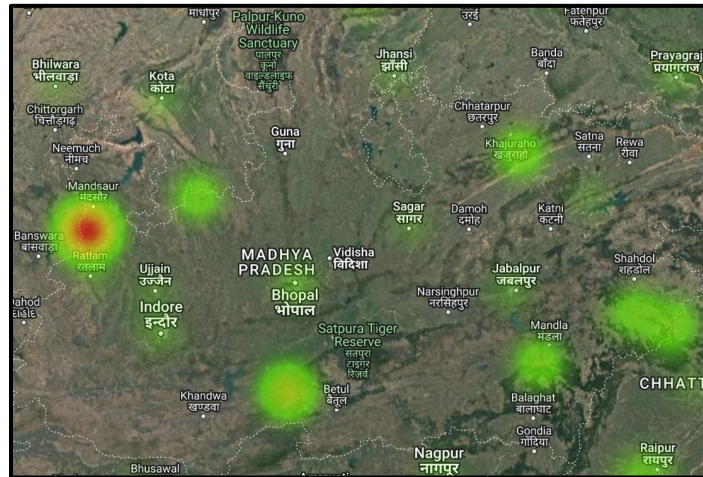 माधोपुर
Palpur-Kuno
Wildlife
Sanctuary
पालपुर
कुनो
वाइल्डलाइफ
सैंचुरी
उरई
Fatehpur
फतेहपुर
Bhilwara
भीलवाड़ा
Kota
कोटा
Jhansi
झाँसी
Banda
बाँदा
Prayagraj
प्रयागराज
Chittorgarh
चित्तौड़गढ़
Chhatarpur
छतरपुर
Neemuch
नीमच
Guna
गुना
Khajuraho
खजुराहो
Satna
सतना
Rewa
रीवा
Mandsaur
मंदसौर
Sagar
सागर
Damoh
दमोह
Katni
कटनी
Banswara
बांसवाड़ा
Ratlam
रतलाम
Ujjain
उज्जैन
MADHYA
PRADESH
Vidisha
विदिशा
Jabalpur
जबलपुर
Shahdol
शहडोल
Dahod
Indore
इन्दौर
Bhopal
भोपाल
Narsinghpur
नरसिंहपुर
Satpura Tiger
Reserve
सतपुरा
टाइगर
रिज़र्व
Mandla
मंडला
Khandwa
खण्डवा
Betul
बैतूल
CHHATT
Balaghat
बालाघाट
Gondia
गोंदिया
Bhusawal
Nagpur
नागपूर
Raipur
रायपुर